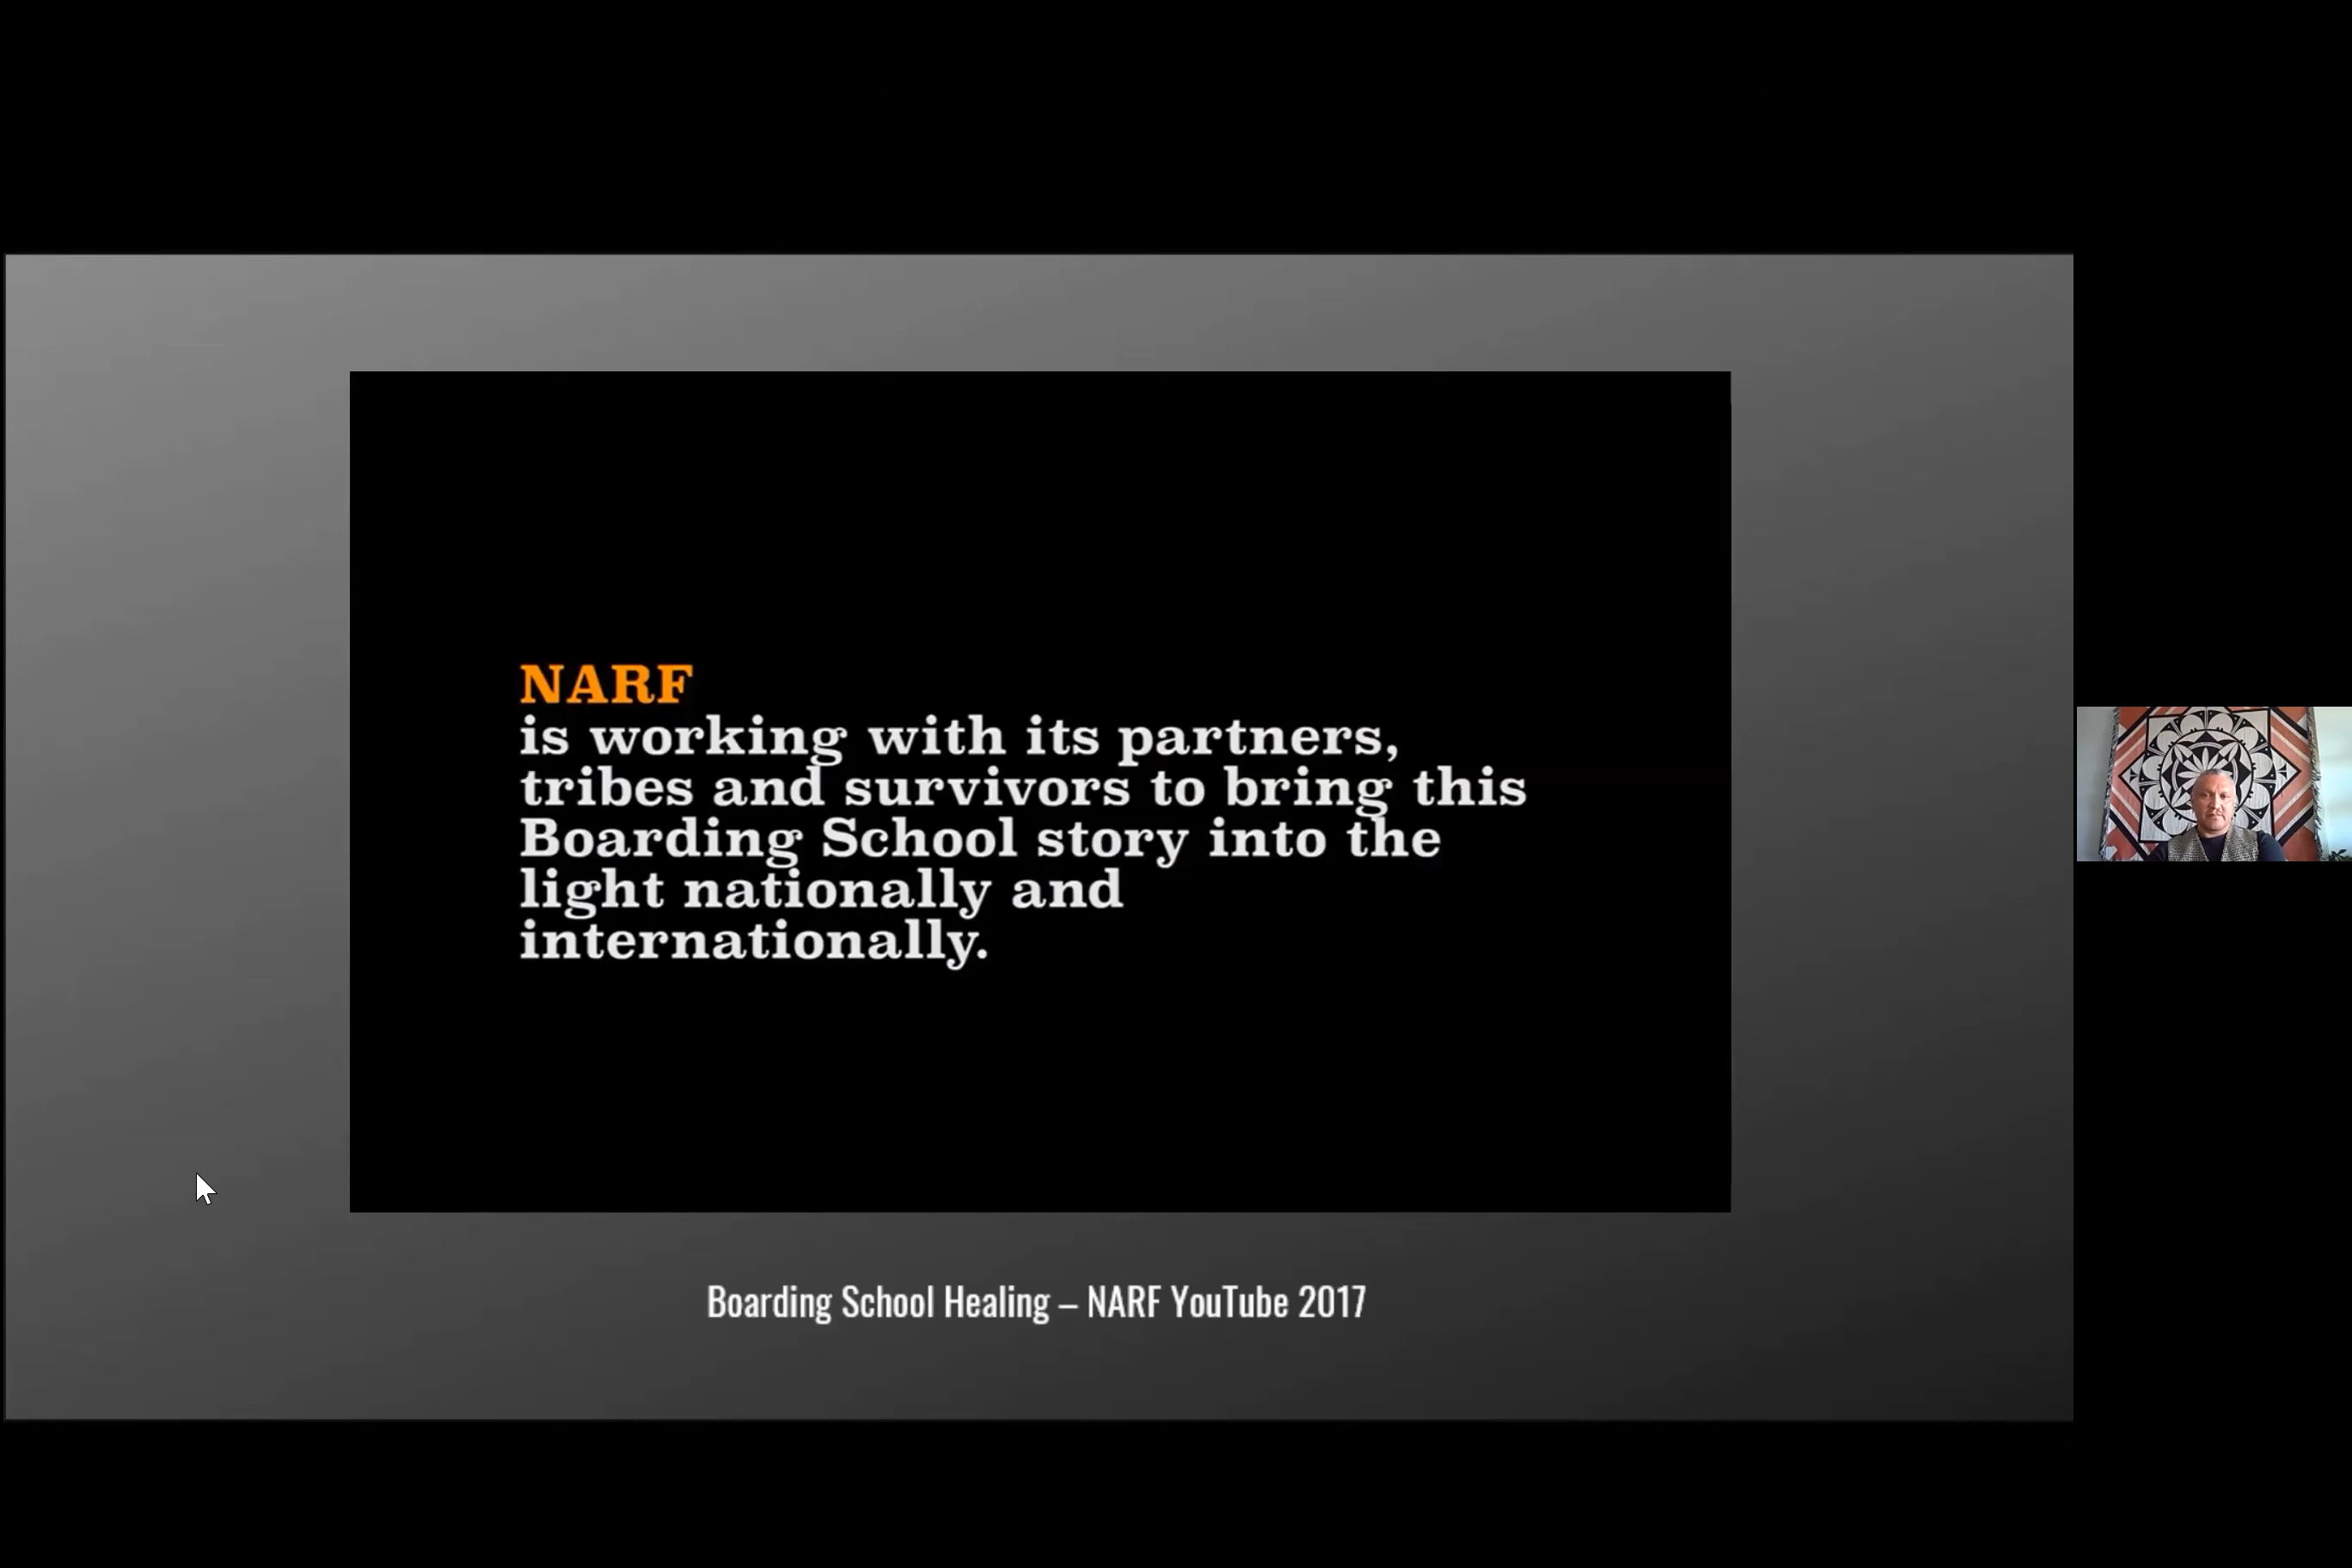 NARF
is working with its partners,
tribes and survivors to bring this
Boarding School story into the
light nationally and
internationally.
Boarding School Healing – NARF YouTube 2017